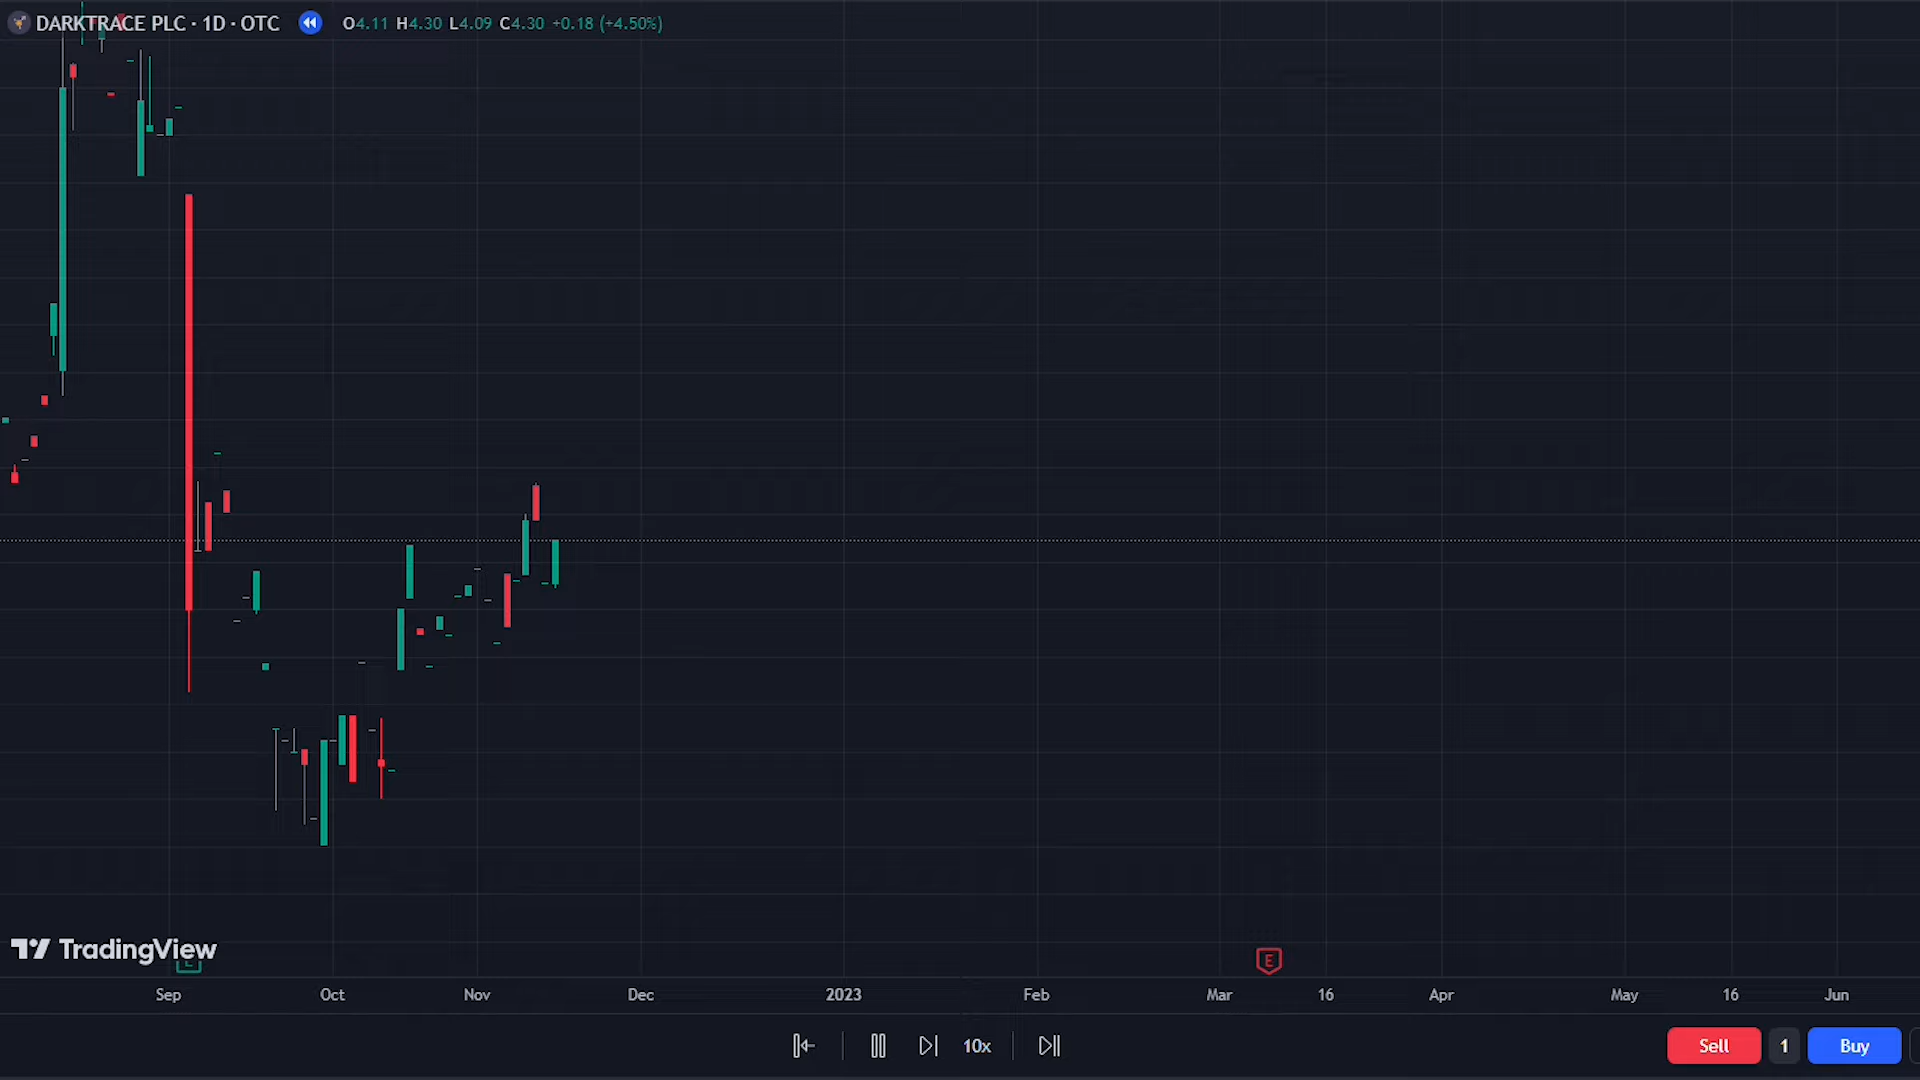 DARKTRACE PLC · 1D · OTC O4.11 H4.30 L4.09 C4.30 +0.18 (+4.50%)
TradingView
E
E
Sep Oct Nov Dec 2023 Feb Mar 16 Apr May 16 Jun
10x Sell 1 Buy